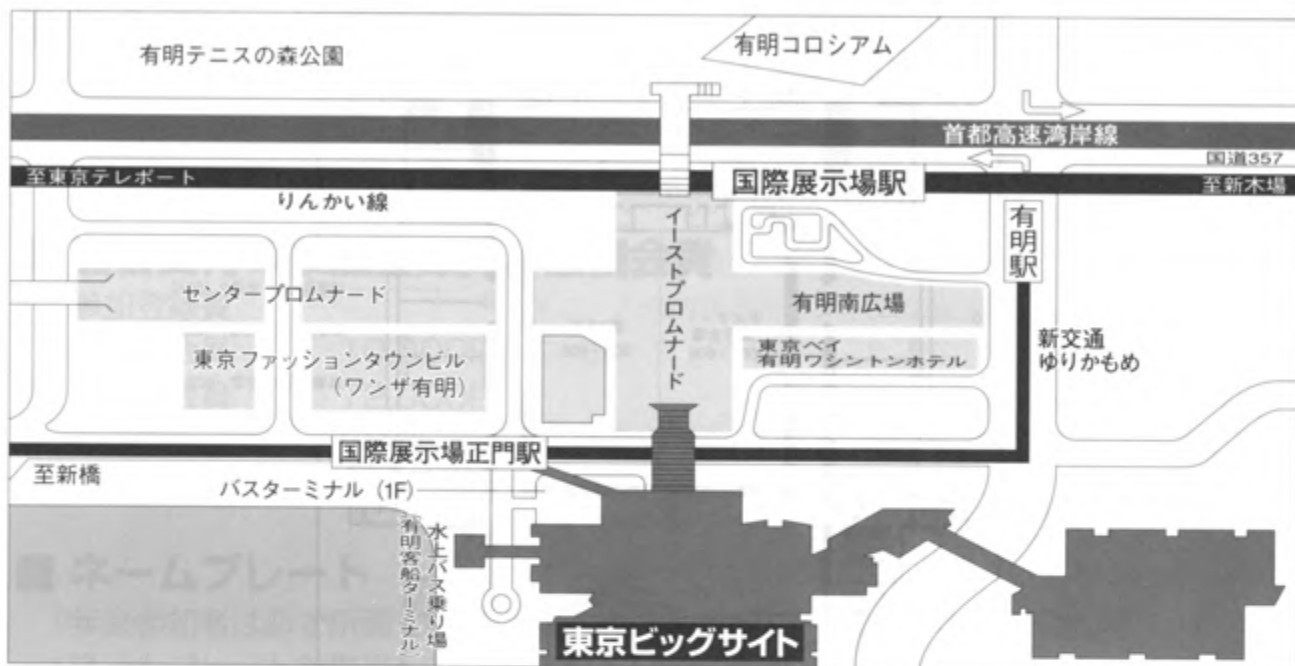 有明テニスの森公園
有明コロシアム
首都高速湾岸線
国道357
至東京テレポート
国際展示場駅
至新木場
りんかい線
イーストプロムナード
有明駅
センタープロムナード
有明南広場
東京ファッションタウンビル
(ワンザ有明)
東京ベイ
有明ワシントンホテル
新交通
ゆりかもめ
国際展示場正門駅
至新橋
バスターミナル (1F)
水上バス乗り場
(有明客船ターミナル)
東京ビッグサイト
ネームプレート